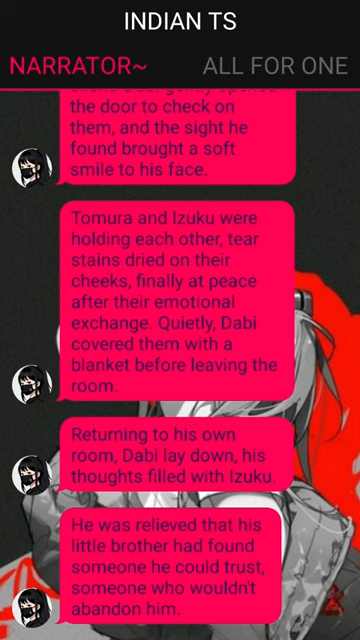 INDIAN TS
NARRATOR~ ALL FOR ONE
the door to check on
them, and the sight he
found brought a soft
smile to his face.
Tomura and Izuku were
holding each other, tear
stains dried on their
cheeks, finally at peace
after their emotional
exchange. Quietly, Dabi
covered them with a
blanket before leaving the
room.
Returning to his own
room, Dabi lay down, his
thoughts filled with Izuku.
He was relieved that his
little brother had found
someone he could trust,
someone who wouldn't
abandon him.